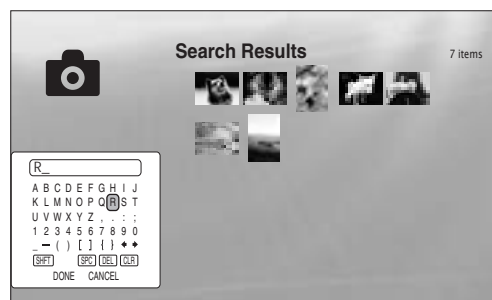 Search Results
7 items
R_
A B C D E F G H I J
K L M N O P Q R S T
U V W X Y Z , . : ;
1 2 3 4 5 6 7 8 9 0
_ – ( ) [ ] { }
SHFT SPC DEL CLR
DONE CANCEL